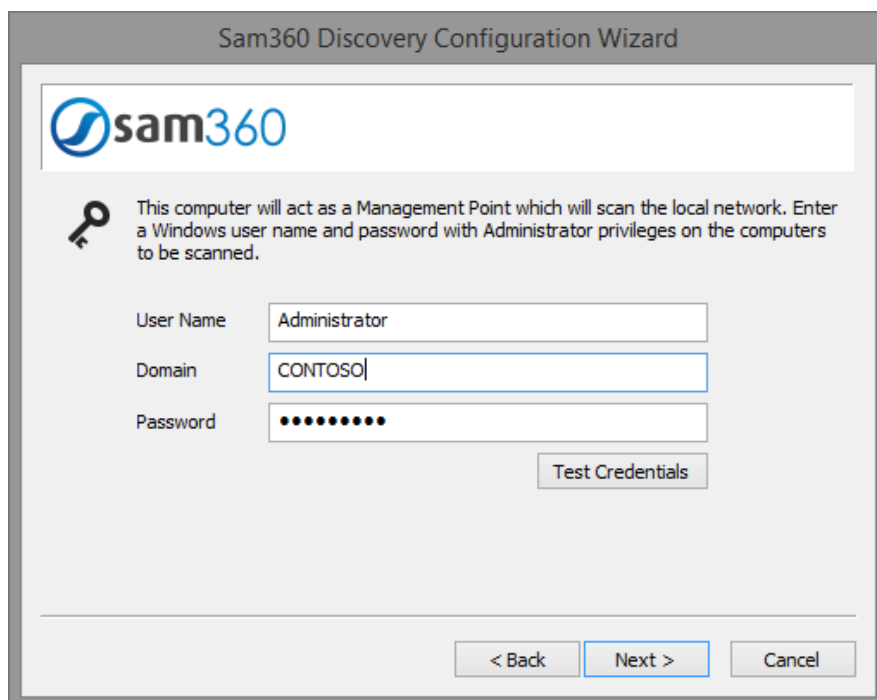 Sam360 Discovery Configuration Wizard
sam360
This computer will act as a Management Point which will scan the local network. Enter
a Windows user name and password with Administrator privileges on the computers
to be scanned.
User Name Administrator
Domain CONTOSO
Password •••••••••
Test Credentials
< Back Next > Cancel